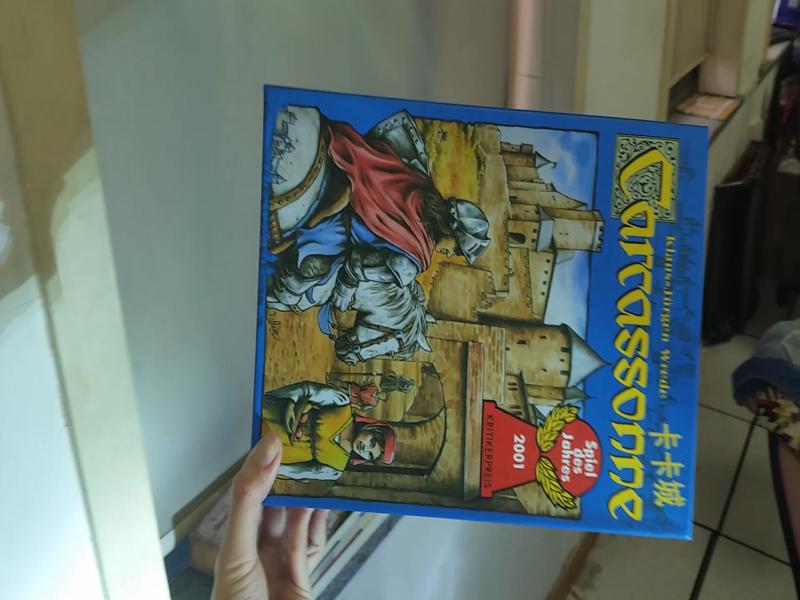 Klaus-Jürgen Wrede
卡卡城
Carcassonne
Spiel
des
Jahres
2001
KRITIKERPREIS